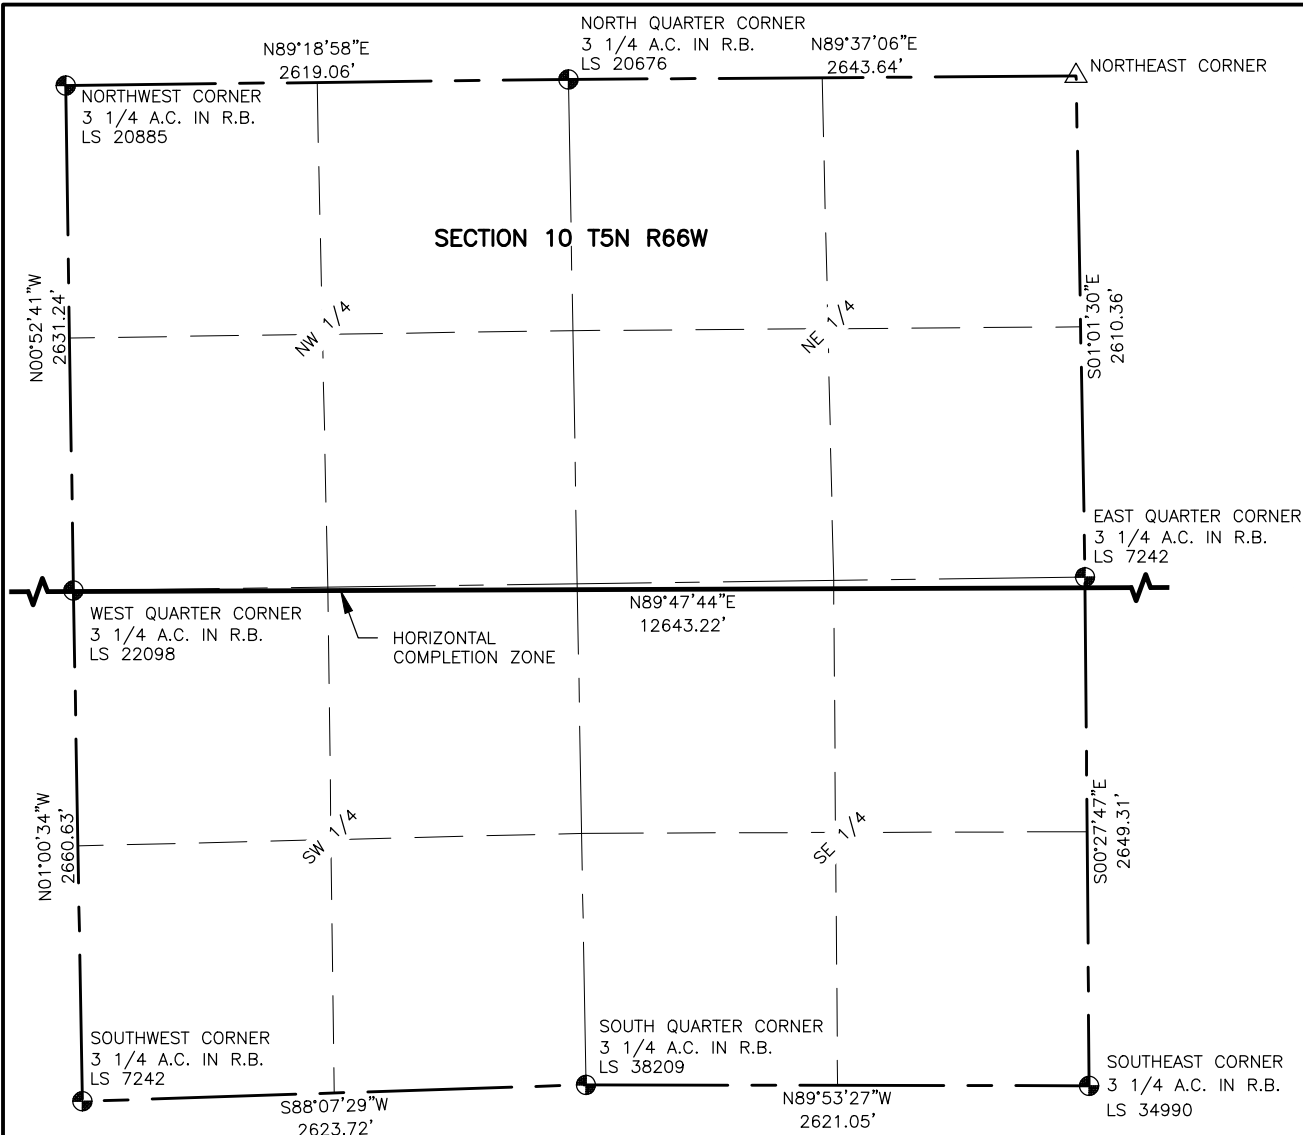 NORTH QUARTER CORNER
3 1/4 A.C. IN R.B.
LS 20676
N89°18'58"E
2619.06'
N89°37'06"E
2643.64'
NORTHEAST CORNER
NORTHWEST CORNER
3 1/4 A.C. IN R.B.
LS 20885
SECTION 10 T5N R66W
N00°52'41"W
2631.24'
NW 1/4
NE 1/4
S01°01'30"E
2610.36'
EAST QUARTER CORNER
3 1/4 A.C. IN R.B.
LS 7242
N89°47'44"E
12643.22'
WEST QUARTER CORNER
3 1/4 A.C. IN R.B.
LS 22098
HORIZONTAL
COMPLETION ZONE
N01°00'34"W
2660.63'
SW 1/4
SE 1/4
S00°27'47"E
2649.31'
SOUTHWEST CORNER
3 1/4 A.C. IN R.B.
LS 7242
SOUTH QUARTER CORNER
3 1/4 A.C. IN R.B.
LS 38209
SOUTHEAST CORNER
3 1/4 A.C. IN R.B.
LS 34990
S88°07'29"W
2623.72'
N89°53'27"W
2621.05'